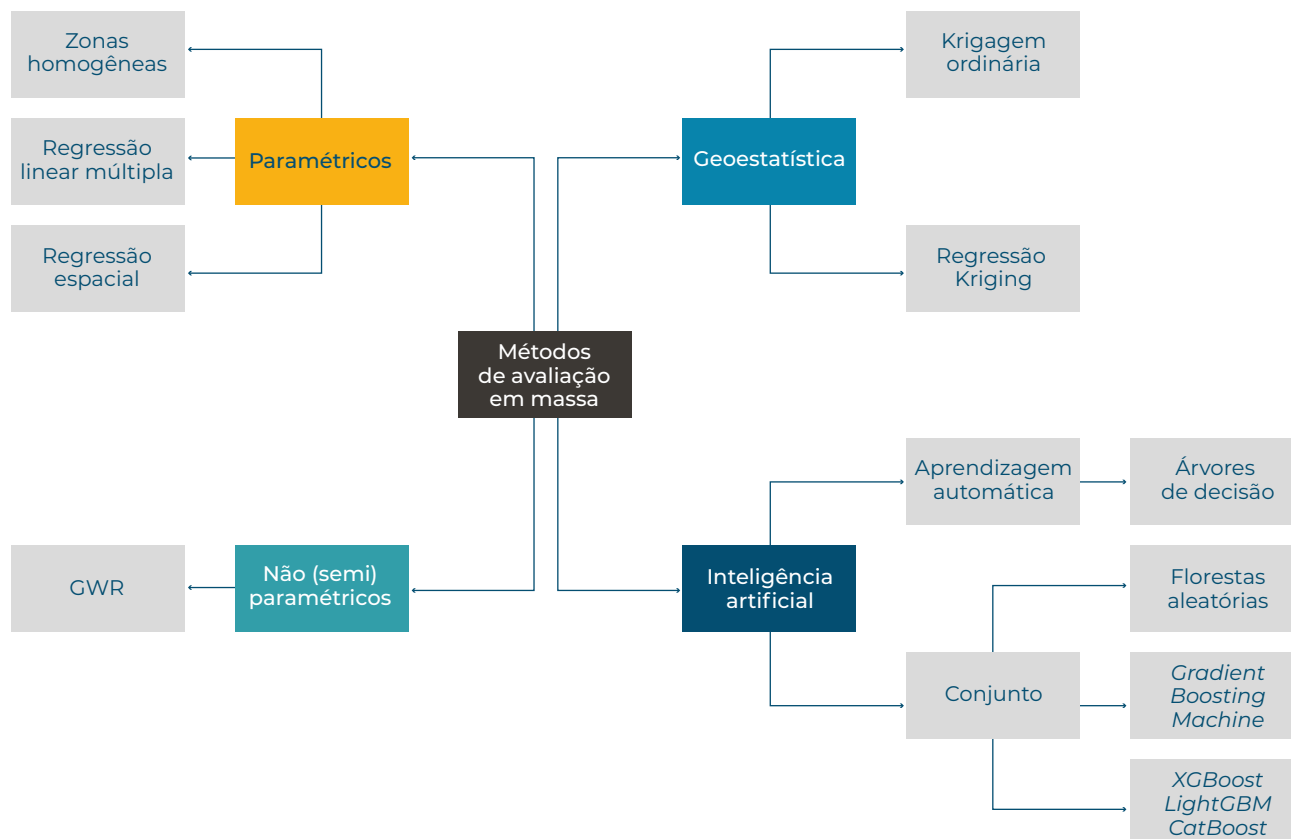 Zonas
homogêneas
Krigagem
ordinária
Regressão
linear múltipla
Paramétricos
Geoestatística
Regressão
espacial
Regressão
Kriging
Métodos
de avaliação
em massa
Aprendizagem
automática
Árvores
de decisão
GWR
Não (semi)
paramétricos
Inteligência
artificial
Florestas
aleatórias
Conjunto
Gradient
Boosting
Machine
XGBoost
LightGBM
CatBoost